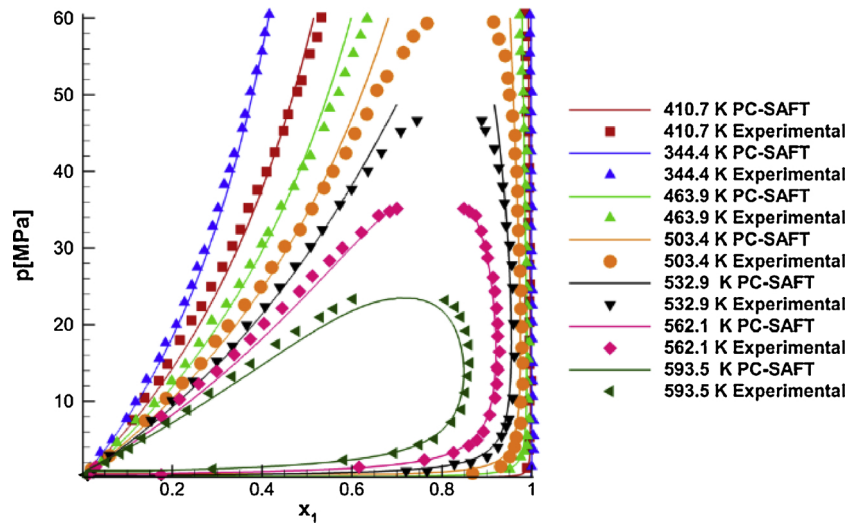 60
50
40
30
20
10
p[MPa]
0.2
0.4
0.6
0.8
1
x1
410.7 K PC-SAFT
410.7 K Experimental
344.4 K PC-SAFT
344.4 K Experimental
463.9 K PC-SAFT
463.9 K Experimental
503.4 K PC-SAFT
503.4 K Experimental
532.9 K PC-SAFT
532.9 K Experimental
562.1 K PC-SAFT
562.1 K Experimental
593.5 K PC-SAFT
593.5 K Experimental